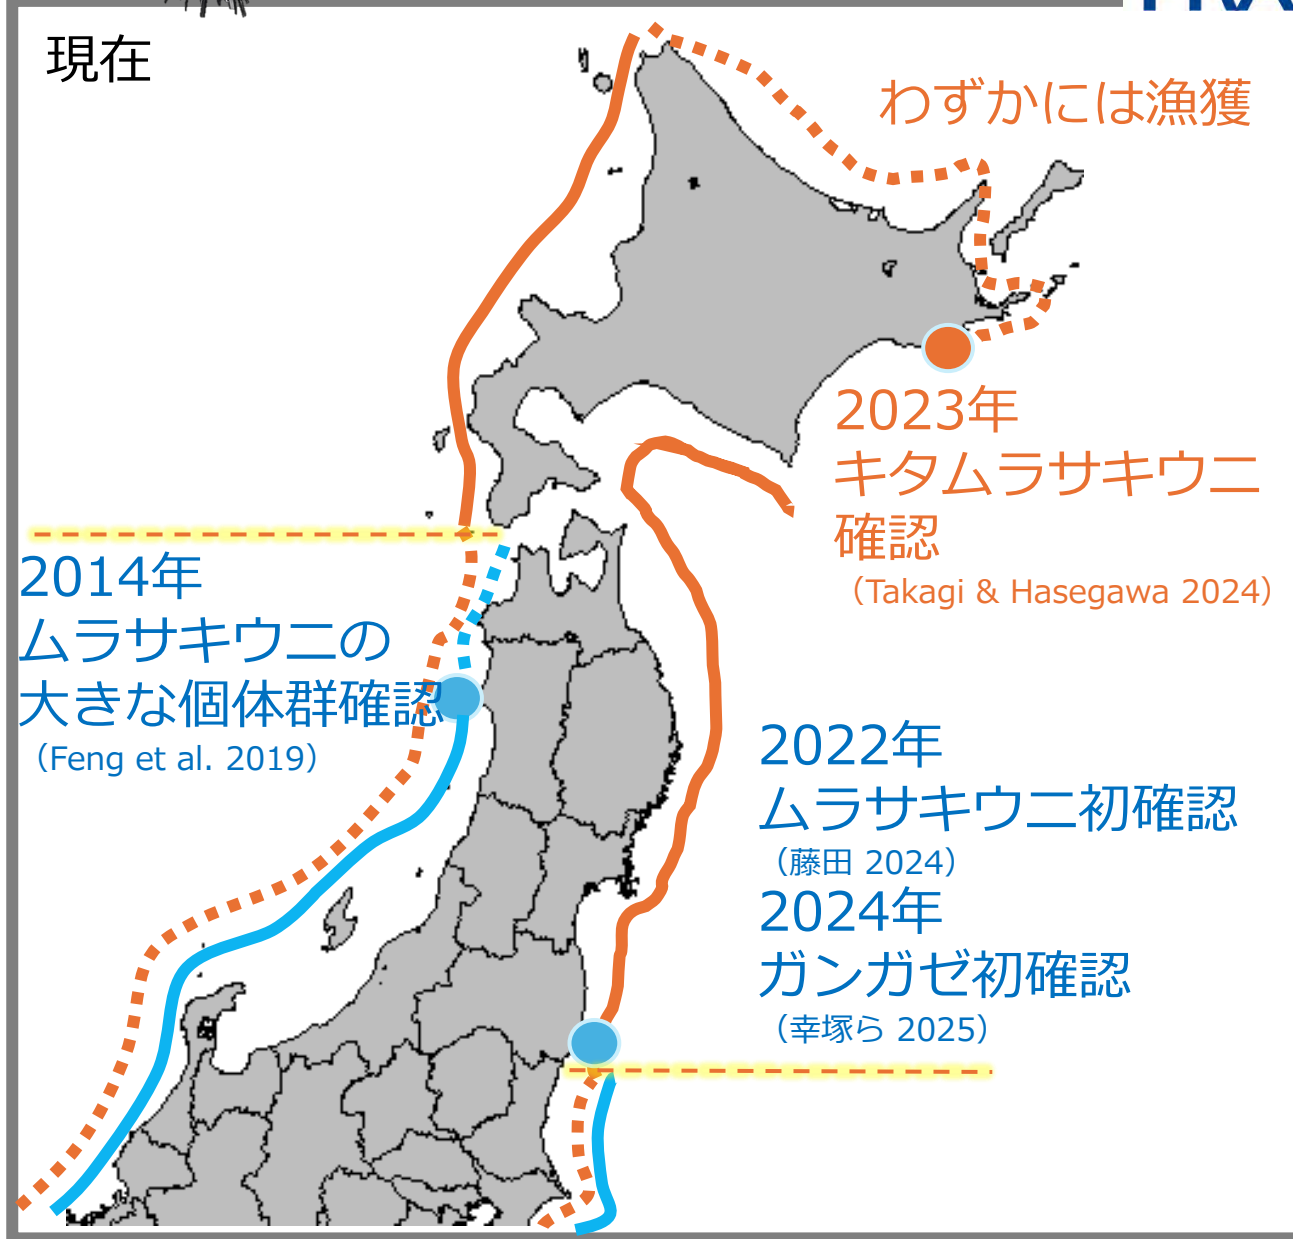 現在
わずかには漁獲
2023年
キタムラサキウニ
確認
（Takagi & Hasegawa 2024）
2014年
ムラサキウニの
大きな個体群確認
（Feng et al. 2019）
2022年
ムラサキウニ初確認
（藤田 2024）
2024年
ガンガゼ初確認
（幸塚ら 2025）